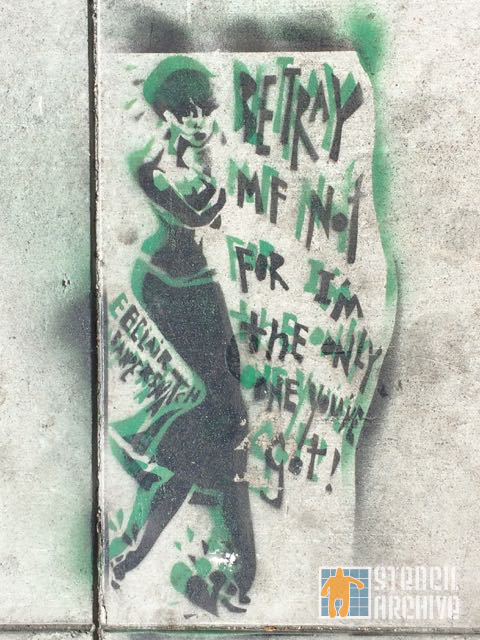 BETRAY
ME NOT
FOR I'M
thE ONLY
ONE YOU'VE
got!
STENCIL
ARCHIVE